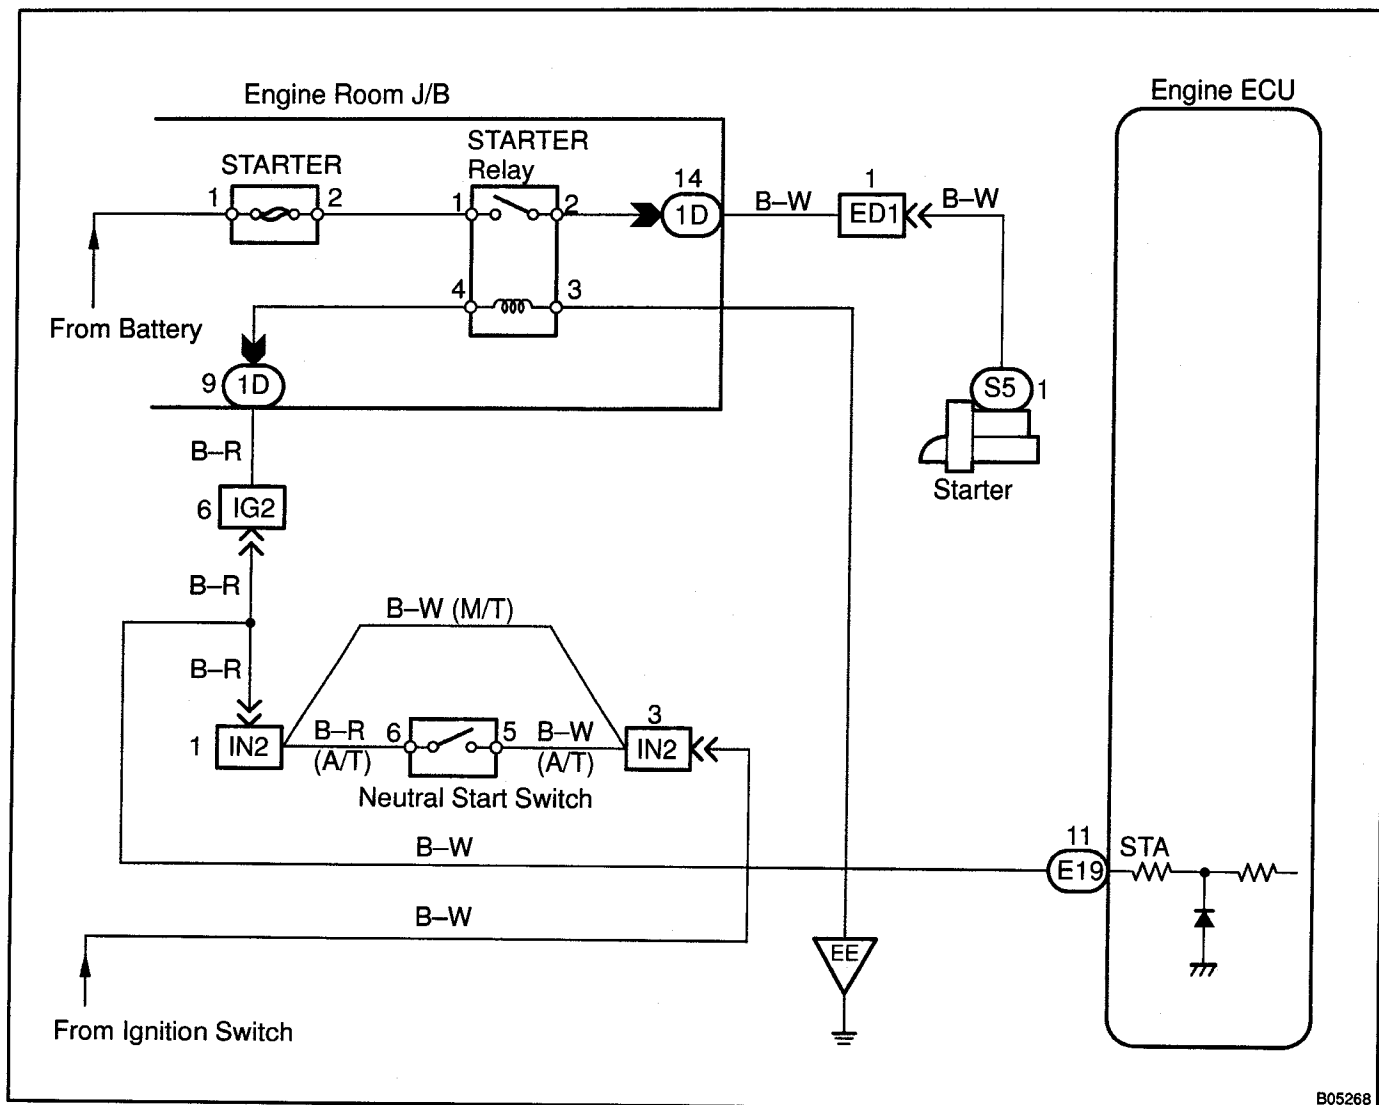 Engine Room J/B
Engine ECU
STARTER
STARTER
Relay
1
2
1
2
14
1D
B–W
1
ED1
B–W
From Battery
4
3
9
1D
S5
1
Starter
B–R
6
IG2
B–R
B–W (M/T)
B–R
1
IN2
B–R
(A/T)
6
5
B–W
(A/T)
3
IN2
Neutral Start Switch
B–W
11
E19
STA
B–W
EE
From Ignition Switch
B05268